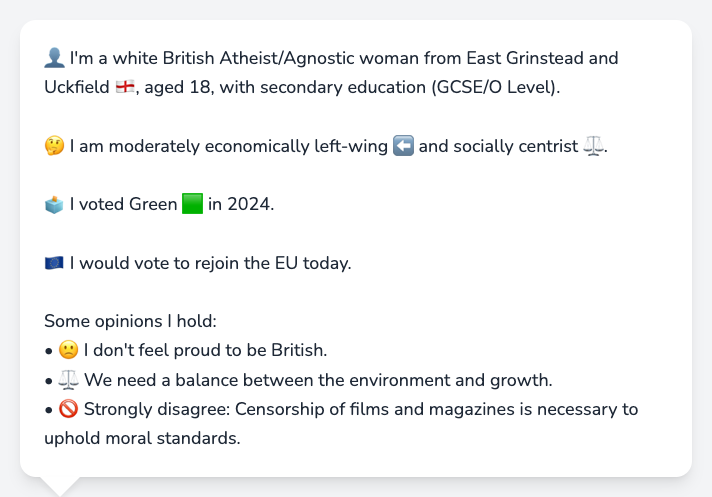 👤 I'm a white British Atheist/Agnostic woman from East Grinstead and
Uckfield 🏴󠁧󠁢󠁥󠁮󠁧󠁿, aged 18, with secondary education (GCSE/O Level).
🤔 I am moderately economically left-wing ⬅️ and socially centrist ⚖️.
🗳️ I voted Green 🟩 in 2024.
🇪🇺 I would vote to rejoin the EU today.
Some opinions I hold:
• 🙁 I don't feel proud to be British.
• ⚖️ We need a balance between the environment and growth.
• 🚫 Strongly disagree: Censorship of films and magazines is necessary to
uphold moral standards.